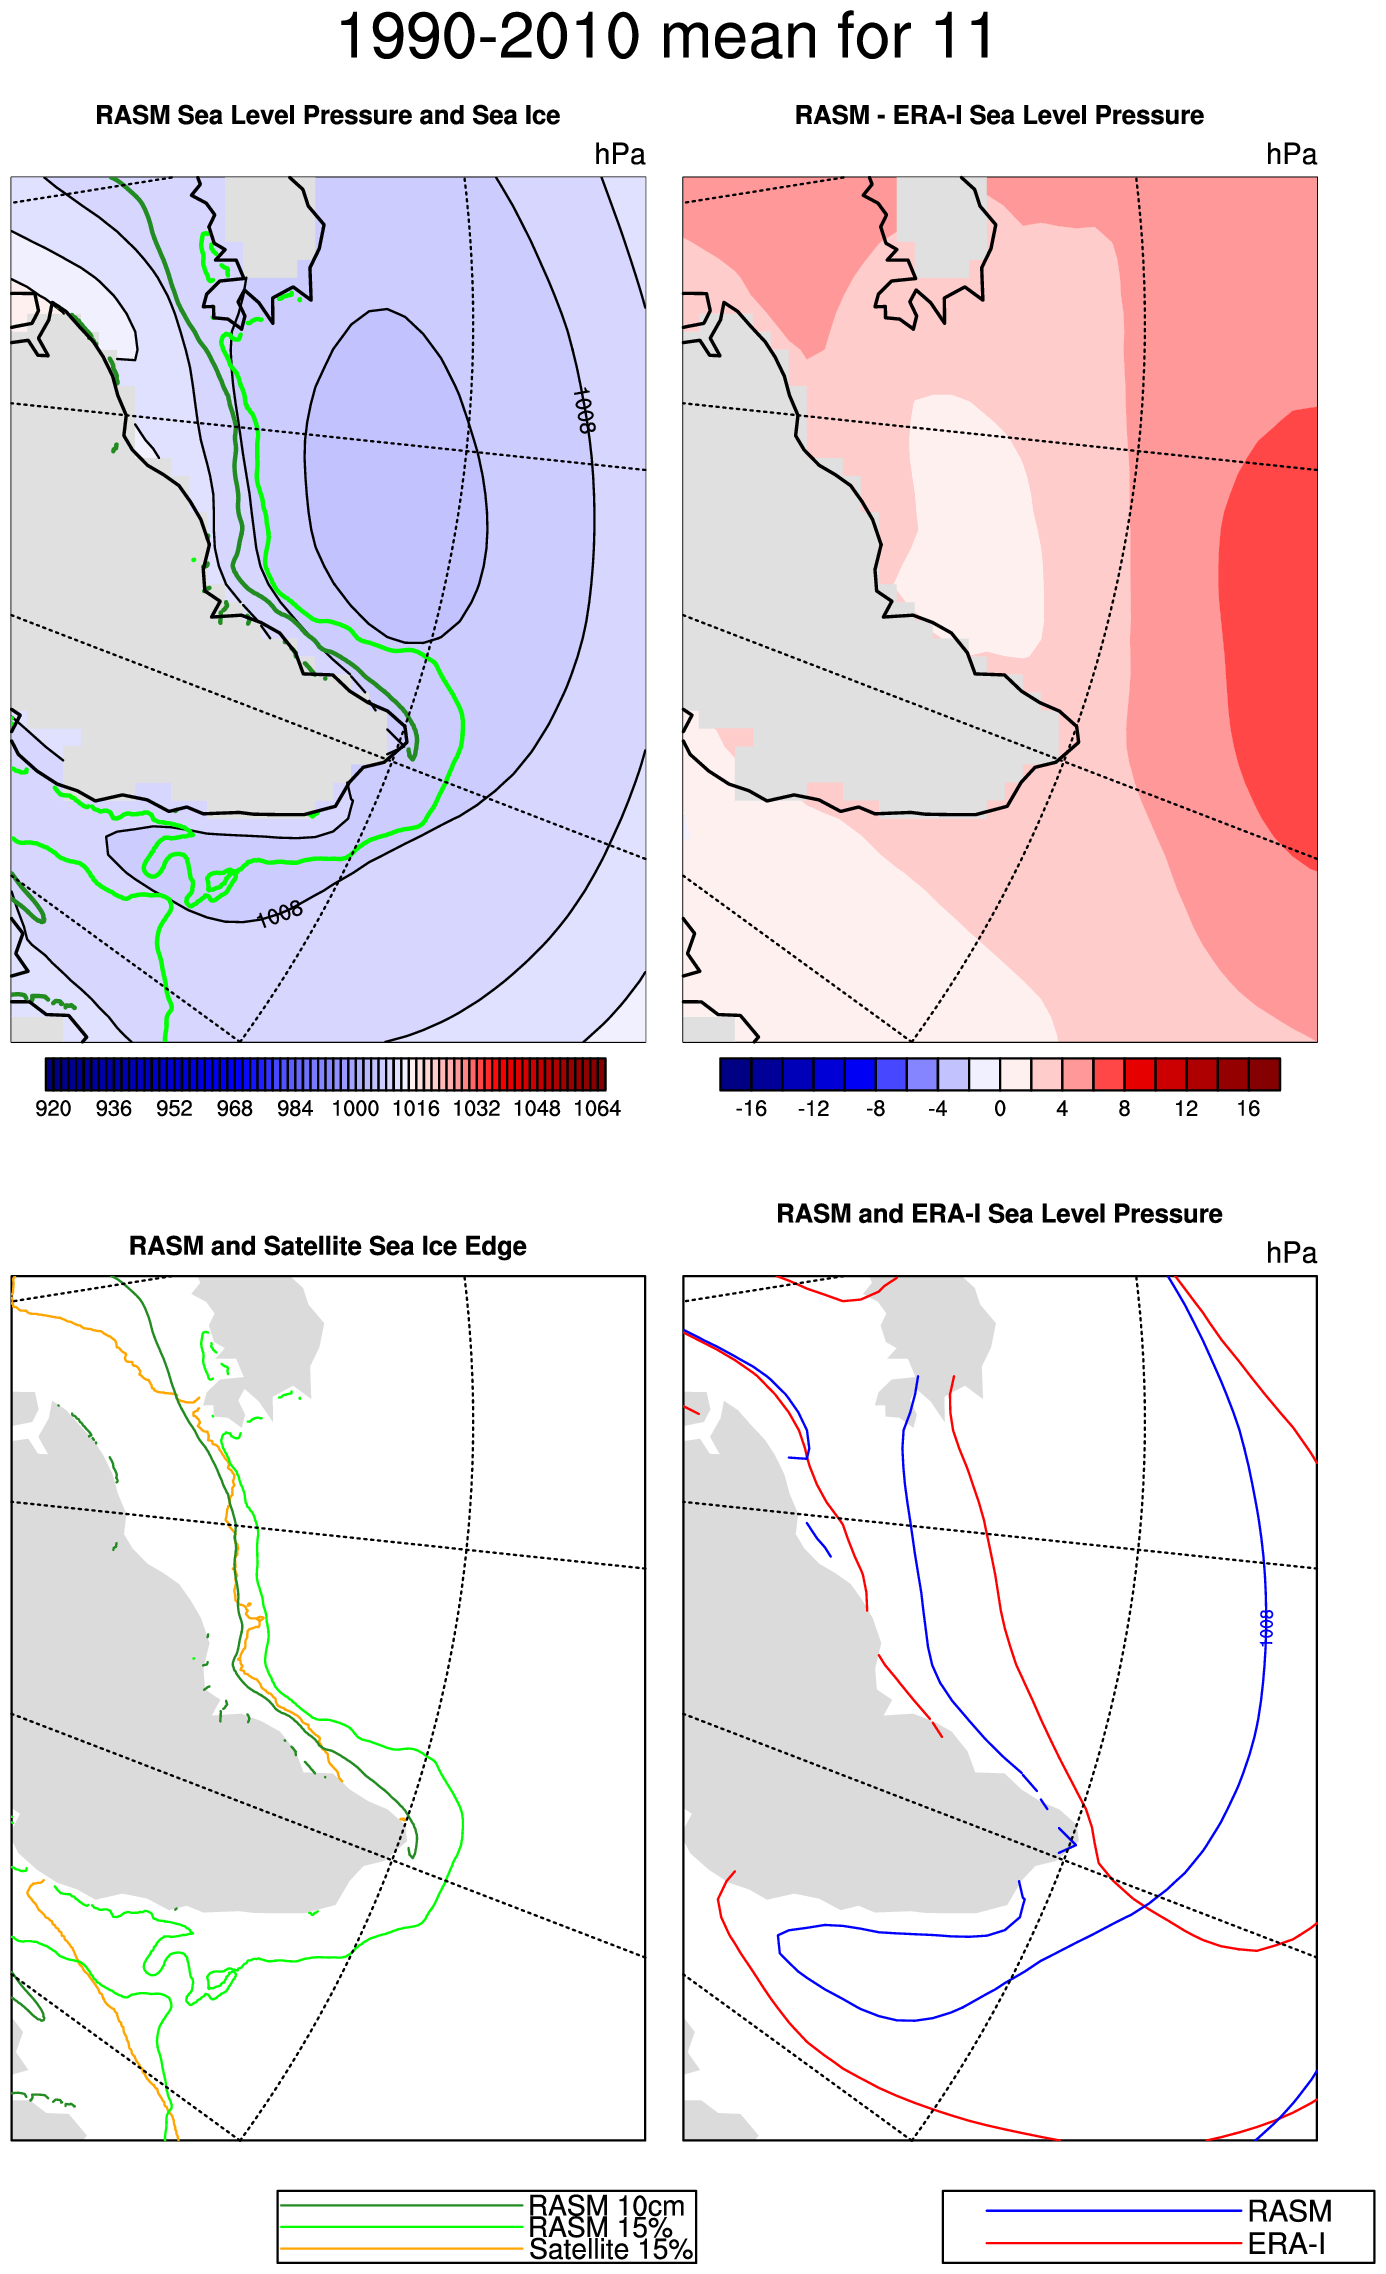 1990-2010 mean for 11
RASM Sea Level Pressure and Sea Ice
hPa
1008
1008
920 936 952 968 984 1000 1016 1032 1048 1064
RASM - ERA-I Sea Level Pressure
hPa
-16 -12 -8 -4 0 4 8 12 16
RASM and Satellite Sea Ice Edge
RASM 10cm
RASM 15%
Satellite 15%
RASM and ERA-I Sea Level Pressure
hPa
1008
RASM
ERA-I